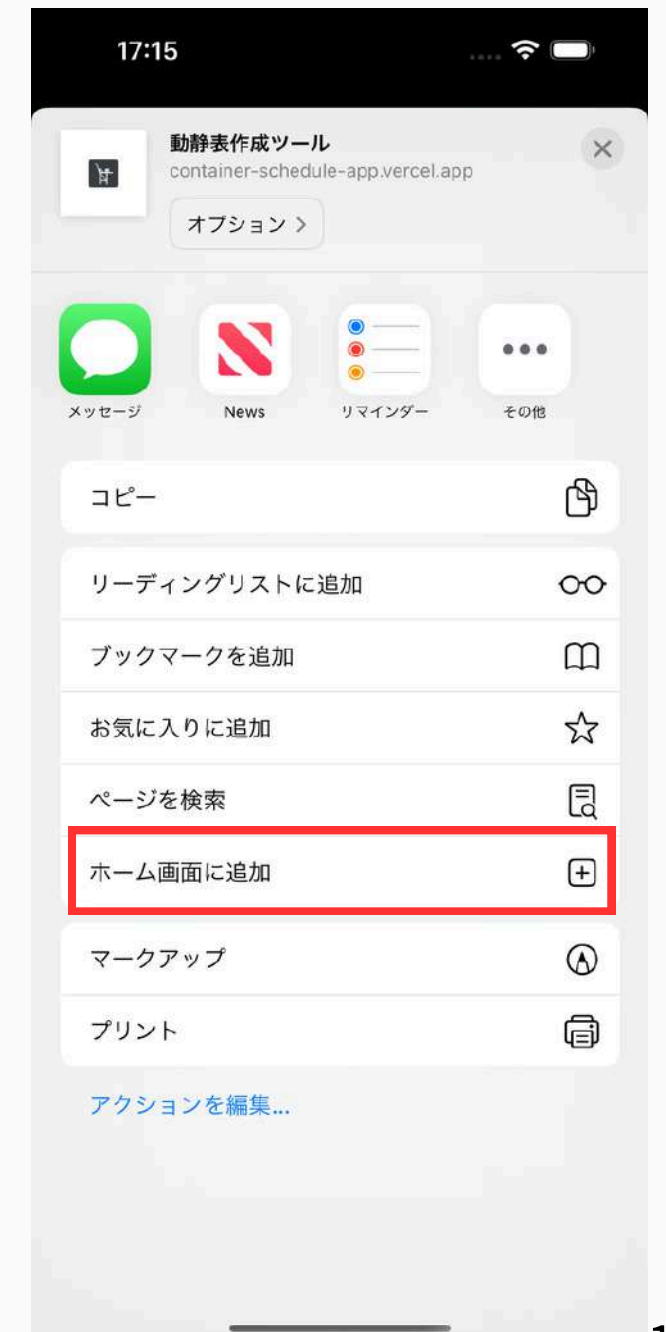 17:15
動静表作成ツール
container-schedule-app.vercel.app
オプション
メッセージ
News
リマインダー
その他
コピー
リーディングリストに追加
ブックマークを追加
お気に入りに追加
ページを検索
ホーム画面に追加
マークアップ
プリント
アクションを編集...